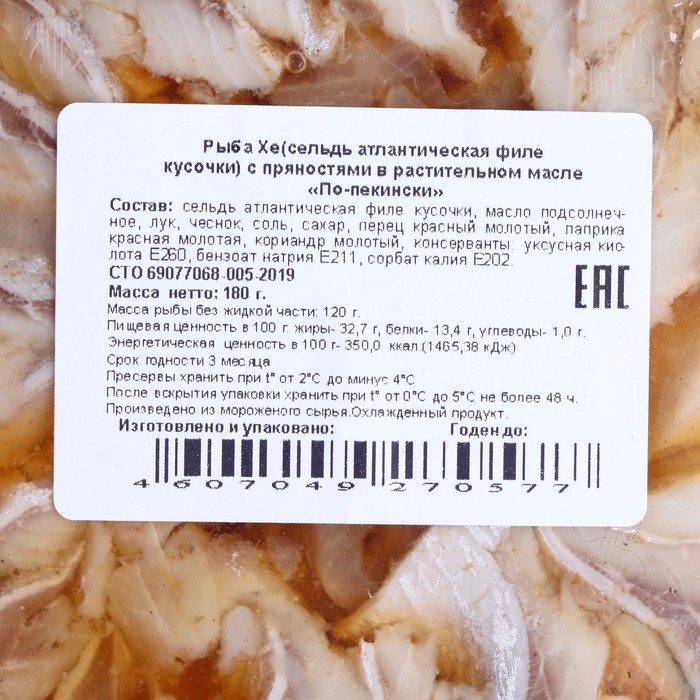 Рыба Хе(сельдь атлантическая филе
кусочки) с пряностями в растительном масле
«По-пекински»
Состав: сельдь атлантическая филе кусочки, масло подсолнеч-
ное, лук, чеснок, соль, сахар, перец красный молотый, паприка
красная молотая, кориандр молотый, консерванты: уксусная кис-
лота Е260, бензоат натрия Е211, сорбат калия Е202.
СТО 69077068-005-2019
Масса нетто: 180 г.
ЕАС
Масса рыбы без жидкой части: 120 г.
Пищевая ценность в 100 г. жиры- 32,7 г, белки- 13,4 г, углеводы- 1,0 г.
Энергетическая ценность в 100 г- 350,0 ккал (1465,38 кДж)
Срок годности 3 месяца
Пресервы хранить при t° от 2°С до минус 4°С
После вскрытия упаковки хранить при t° от 0°С до 5°С не более 48 ч.
Произведено из мороженого сырья.Охлажденный продукт.
Изготовлено и упаковано: Годен до:
4 607049 270577